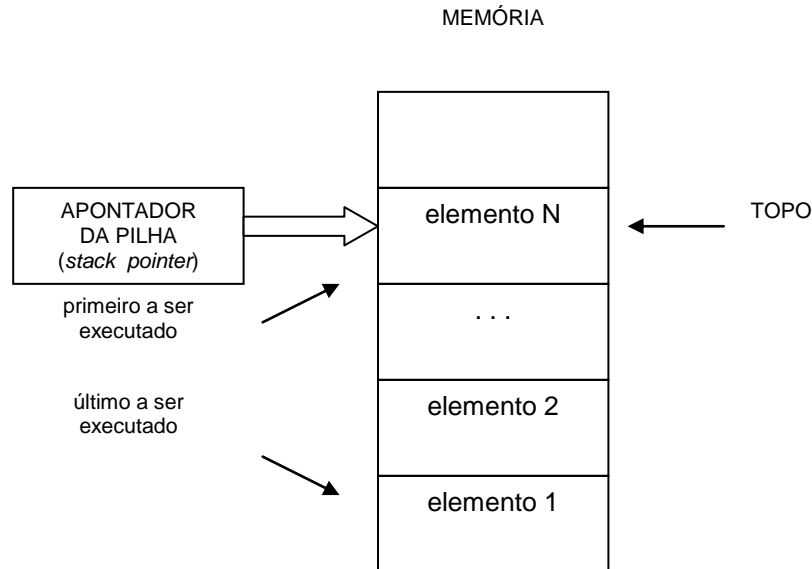 MEMÓRIA
APONTADOR
DA PILHA
(stack pointer)
elemento N
TOPO
primeiro a ser
executado
. . .
último a ser
executado
elemento 2
elemento 1